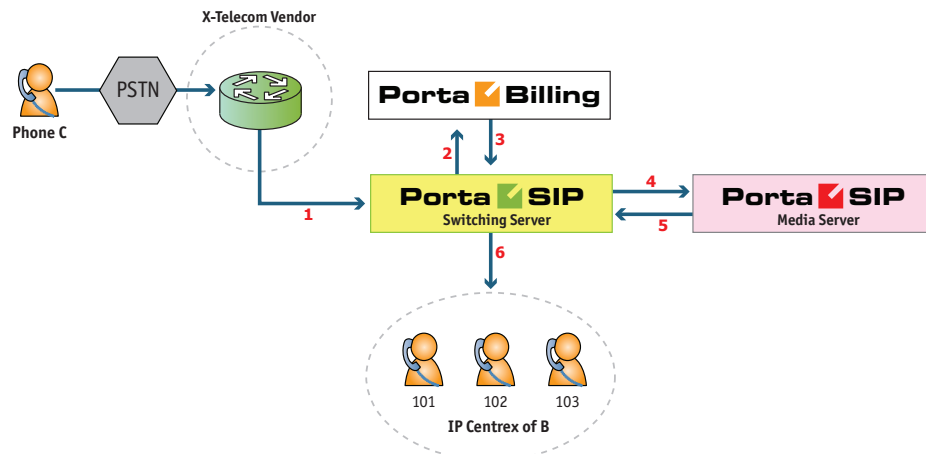 X-Telecom Vendor
PSTN
Phone C
Porta Billing
2
3
1
Porta SIP
Switching Server
4
5
Porta SIP
Media Server
6
101
102
103
IP Centrex of B